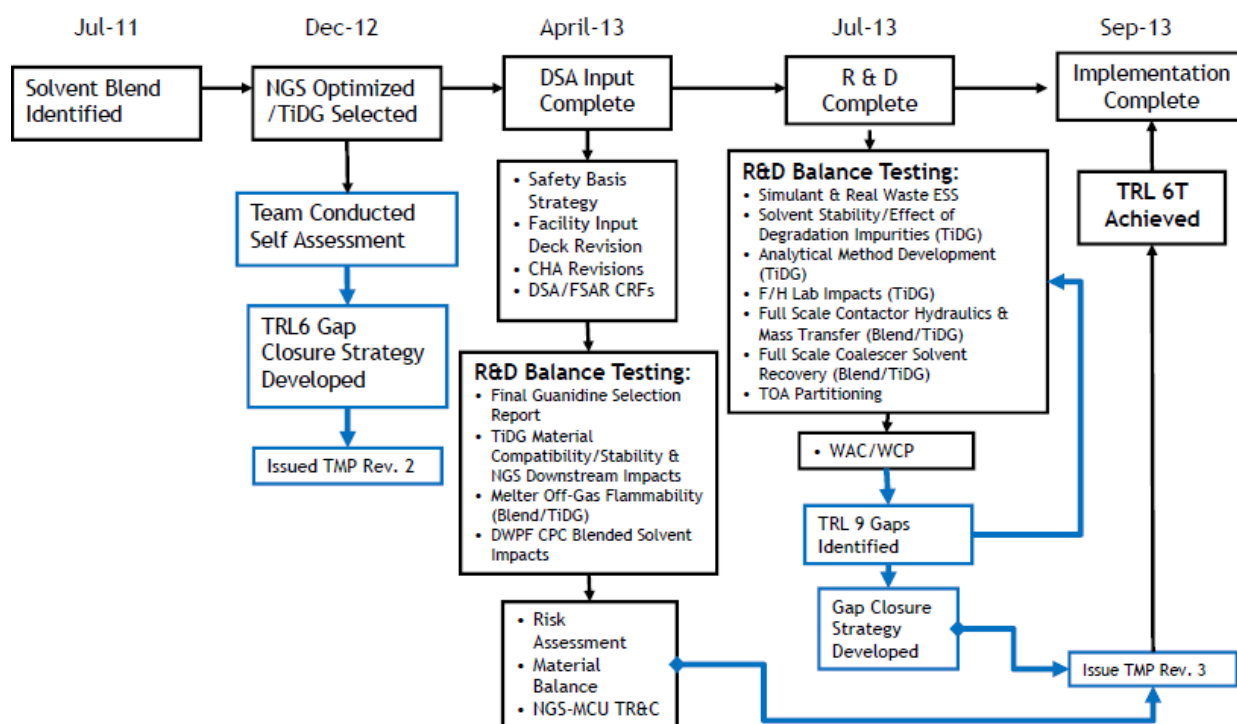 Jul-11
Dec-12
April-13
Jul-13
Sep-13
Solvent Blend
Identified
NGS Optimized
/TiDG Selected
DSA Input
Complete
R & D
Complete
Implementation
Complete
Team Conducted
Self Assessment
TRL6 Gap
Closure Strategy
Developed
Issued TMP Rev. 2
• Safety Basis
Strategy
• Facility Input
Deck Revision
• CHA Revisions
• DSA/FSAR CRFs
R&D Balance Testing:
• Final Guanidine Selection
Report
• TiDG Material
Compatibility/Stability &
NGS Downstream Impacts
• Melter Off-Gas Flammability
(Blend/TiDG)
• DWPF CPC Blended Solvent
Impacts
• Risk
Assessment
• Material
Balance
• NGS-MCU TR&C
R&D Balance Testing:
• Simulant & Real Waste ESS
• Solvent Stability/Effect of
Degradation Impurities (TiDG)
• Analytical Method Development
(TiDG)
• F/H Lab Impacts (TiDG)
• Full Scale Contactor Hydraulics &
Mass Transfer (Blend/TiDG)
• Full Scale Coalescer Solvent
Recovery (Blend/TiDG)
• TOA Partitioning
• WAC/WCP
TRL 9 Gaps
Identified
Gap Closure
Strategy
Developed
TRL 6T
Achieved
Issue TMP Rev. 3